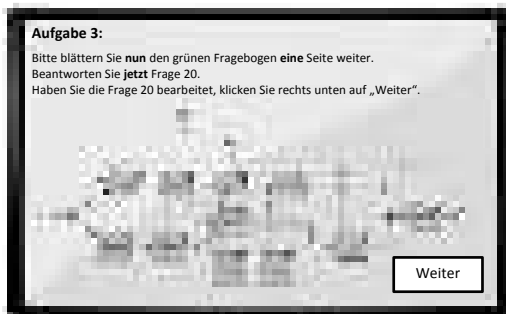 Aufgabe 3:
Bitte blättern Sie nun den grünen Fragebogen eine Seite weiter.
Beantworten Sie jetzt Frage 20.
Haben Sie die Frage 20 bearbeitet, klicken Sie rechts unten auf „Weiter“.
Weiter